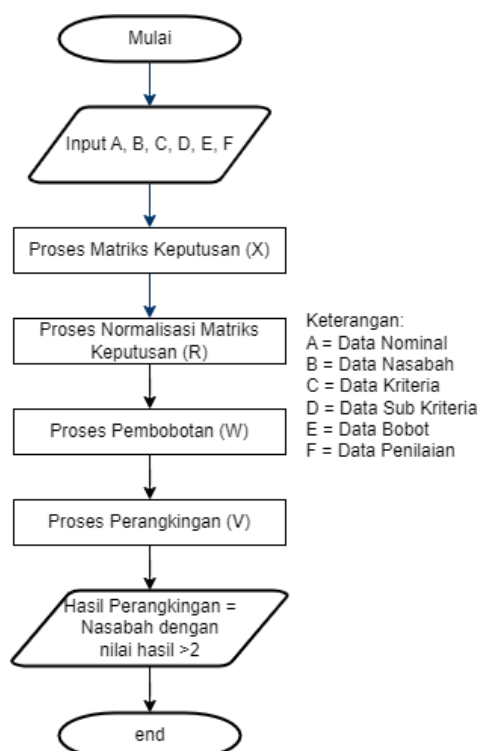 Mulai
Input A, B, C, D, E, F
Proses Matriks Keputusan (X)
Proses Normalisasi Matriks
Keputusan (R)
Keterangan:
A = Data Nominal
B = Data Nasabah
C = Data Kriteria
D = Data Sub Kriteria
E = Data Bobot
F = Data Penilaian
Proses Pembobotan (W)
Proses Perangkingan (V)
Hasil Perangkingan =
Nasabah dengan
nilai hasil >2
end